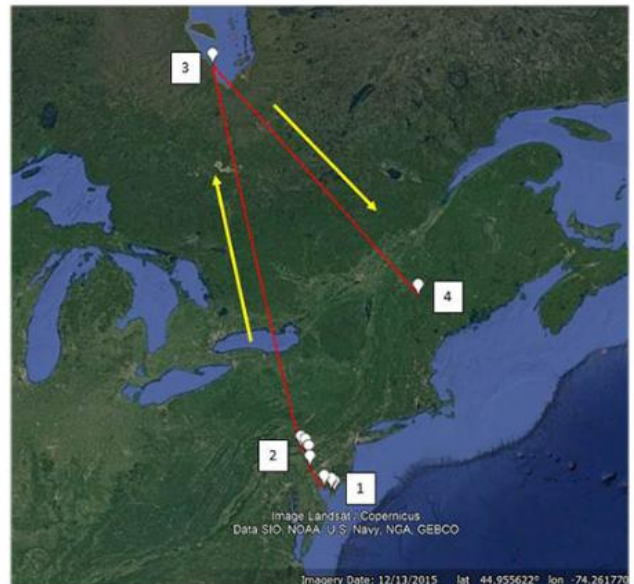 3
4
2
1
Image Landsat / Copernicus
Data SIO, NOAA, U.S. Navy, NGA, GEBCO
Imagery Date: 12/13/2015 lat 44.955622° lon -74.26177